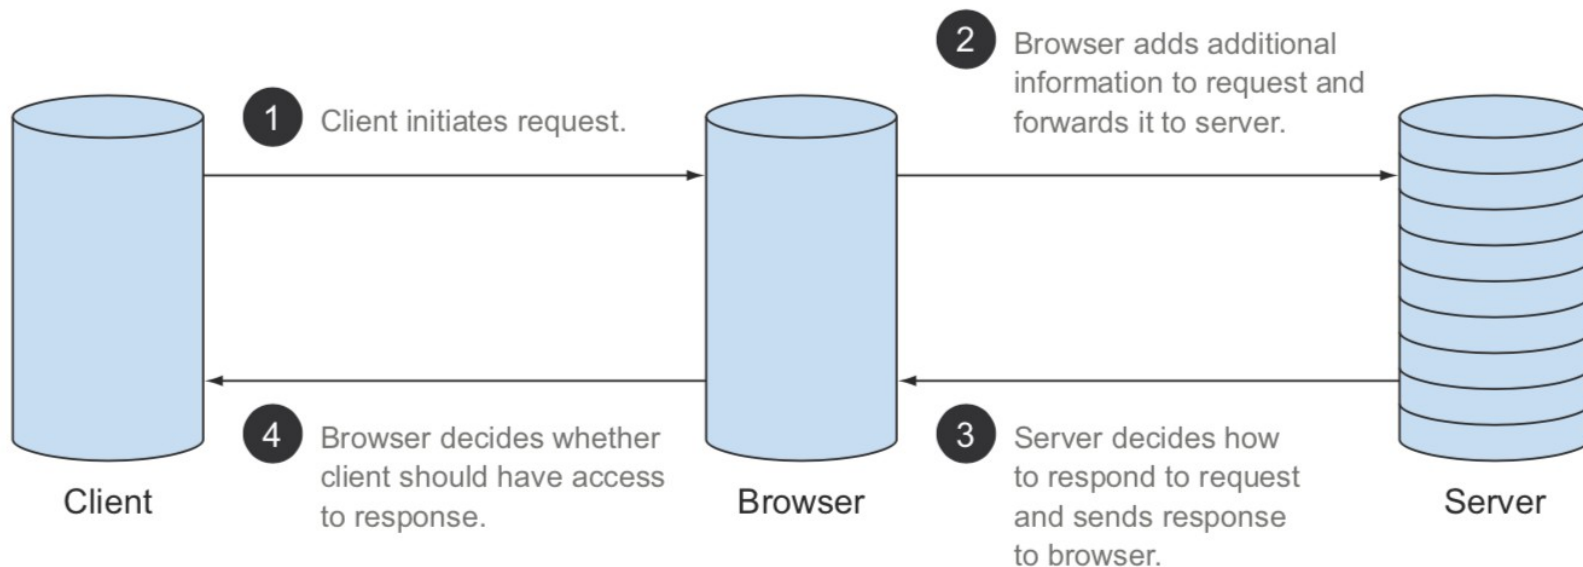 1
Client initiates request.
2
Browser adds additional
information to request and
forwards it to server.
4
Browser decides whether
client should have access
to response.
3
Server decides how
to respond to request
and sends response
to browser.
Client
Browser
Server